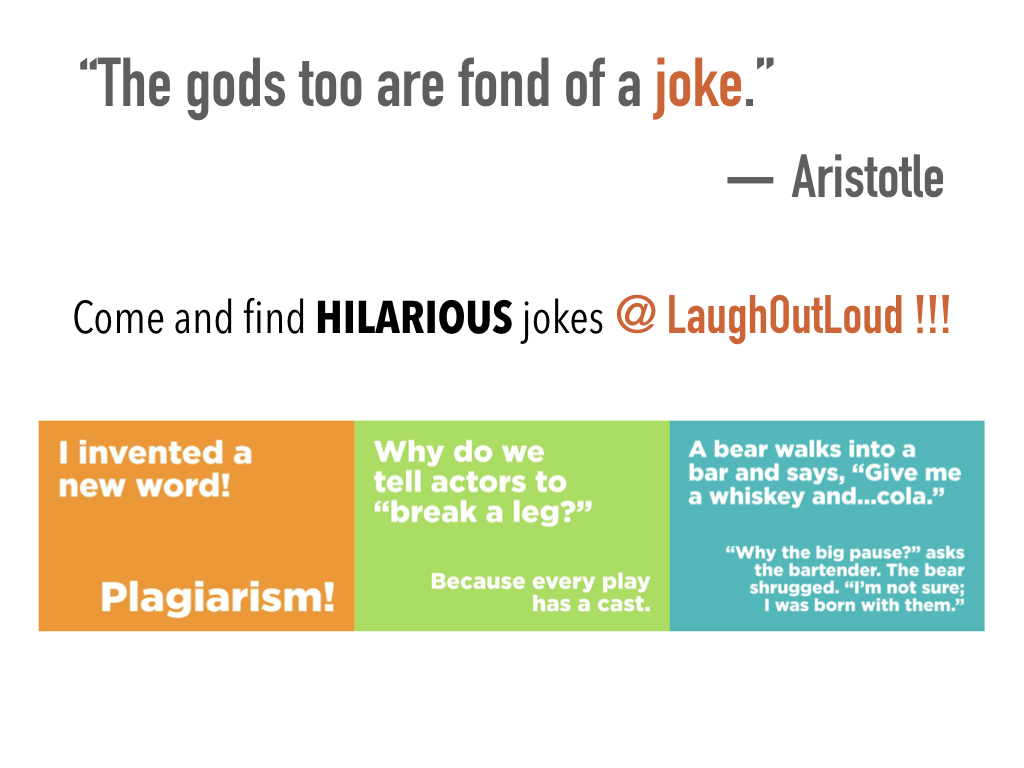 “The gods too are fond of a joke.”
— Aristotle
Come and find HILARIOUS jokes @ LaughOutLoud !!!
I invented a
new word!
Plagiarism!
Why do we
tell actors to
“break a leg?”
Because every play
has a cast.
A bear walks into a
bar and says, “Give me
a whiskey and...cola.”
“Why the big pause?” asks
the bartender. The bear
shrugged. “I’m not sure;
I was born with them.”